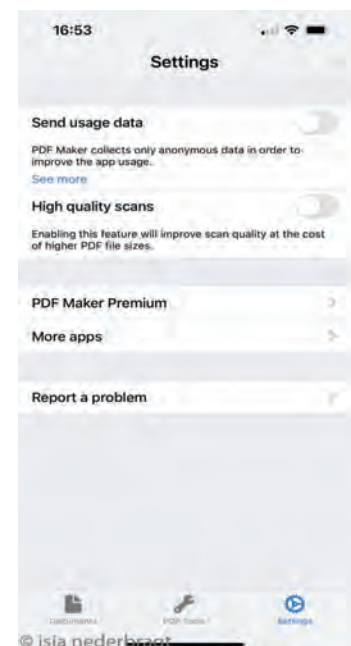 16:53
Settings
Send usage data
PDF Maker collects only anonymous data in order to
improve the app usage.
See more
High quality scans
Enabling this feature will improve scan quality at the cost
of higher PDF file sizes.
PDF Maker Premium
More apps
Report a problem
Documents PDF Tools Settings
© isja nederbragt